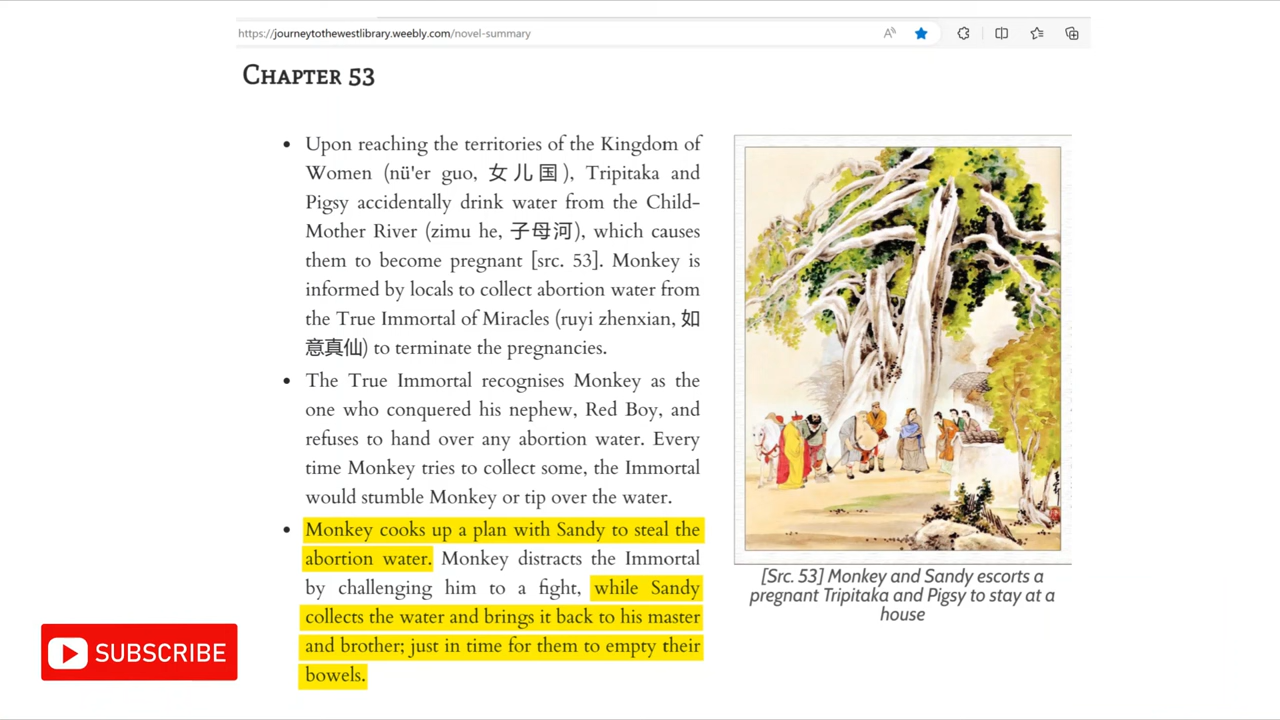 https://journeytothewestlibrary.weebly.com/novel-summary
CHAPTER 53
• Upon reaching the territories of the Kingdom of
Women (nü'er guo, 女儿国), Tripitaka and
Pigsy accidentally drink water from the Child-
Mother River (zimu he, 子母河), which causes
them to become pregnant [src. 53]. Monkey is
informed by locals to collect abortion water from
the True Immortal of Miracles (ruyi zhenxian, 如
意真仙) to terminate the pregnancies.
• The True Immortal recognises Monkey as the
one who conquered his nephew, Red Boy, and
refuses to hand over any abortion water. Every
time Monkey tries to collect some, the Immortal
would stumble Monkey or tip over the water.
• Monkey cooks up a plan with Sandy to steal the
abortion water. Monkey distracts the Immortal
by challenging him to a fight, while Sandy
collects the water and brings it back to his master
and brother; just in time for them to empty their
bowels.
[Src. 53] Monkey and Sandy escorts a
pregnant Tripitaka and Pigsy to stay at a
house
SUBSCRIBE